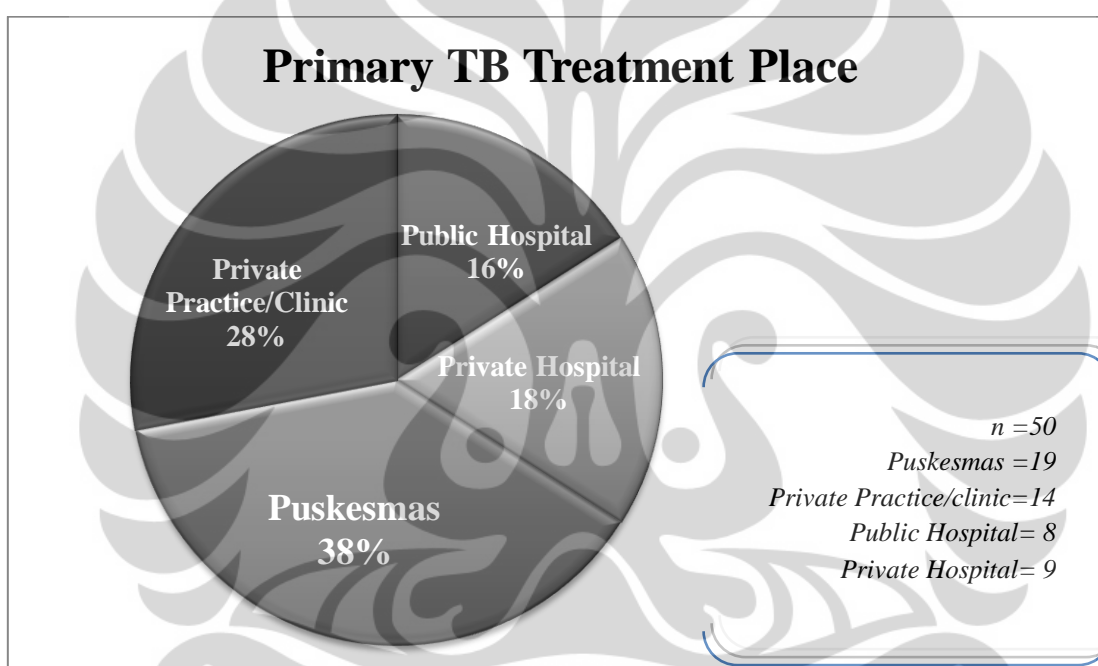 Primary TB Treatment Place
Public Hospital
16%
Private
Practice/Clinic
28%
Private Hospital
18%
Puskesmas
38%
n =50
Puskesmas =19
Private Practice/clinic=14
Public Hospital= 8
Private Hospital= 9